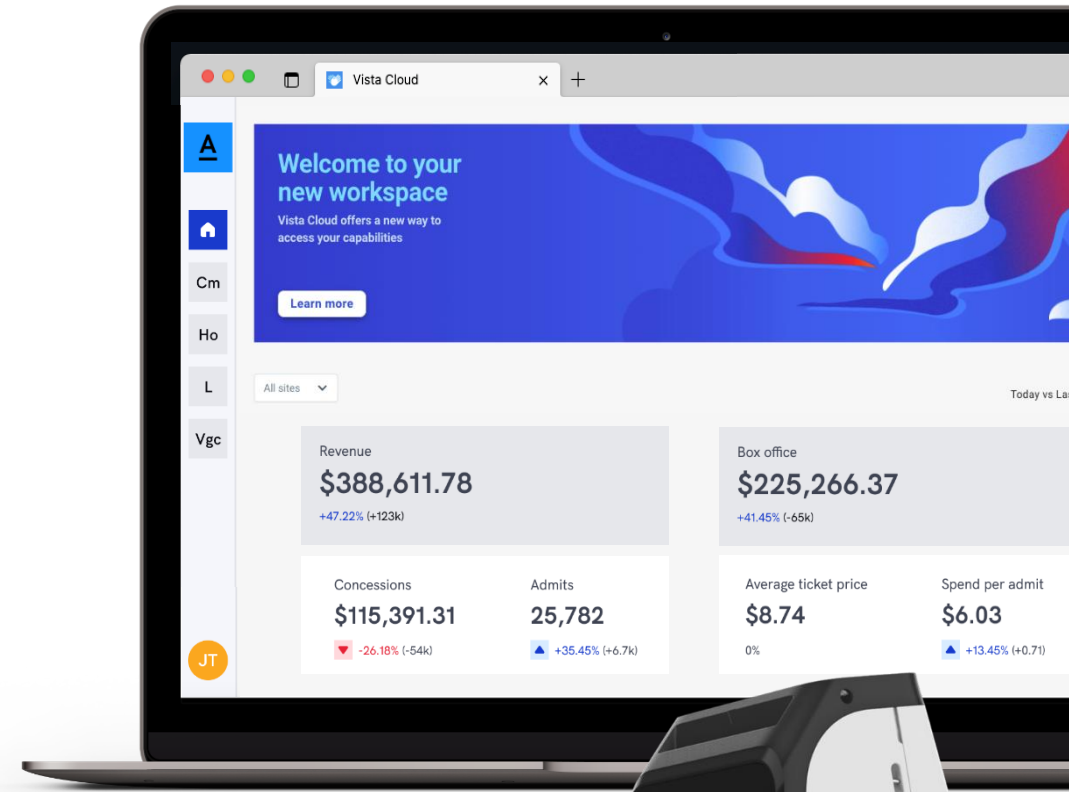 Vista Cloud
A
Welcome to your
new workspace
Vista Cloud offers a new way to
access your capabilities
Learn more
Cm
Ho
L
Vgc
JT
All sites
Today vs Las
Revenue
$388,611.78
+47.22% (+123k)
Box office
$225,266.37
+41.45% (-65k)
Concessions
$115,391.31
-26.18% (-54k)
Admits
25,782
+35.45% (+6.7k)
Average ticket price
$8.74
0%
Spend per admit
$6.03
+13.45% (+0.71)